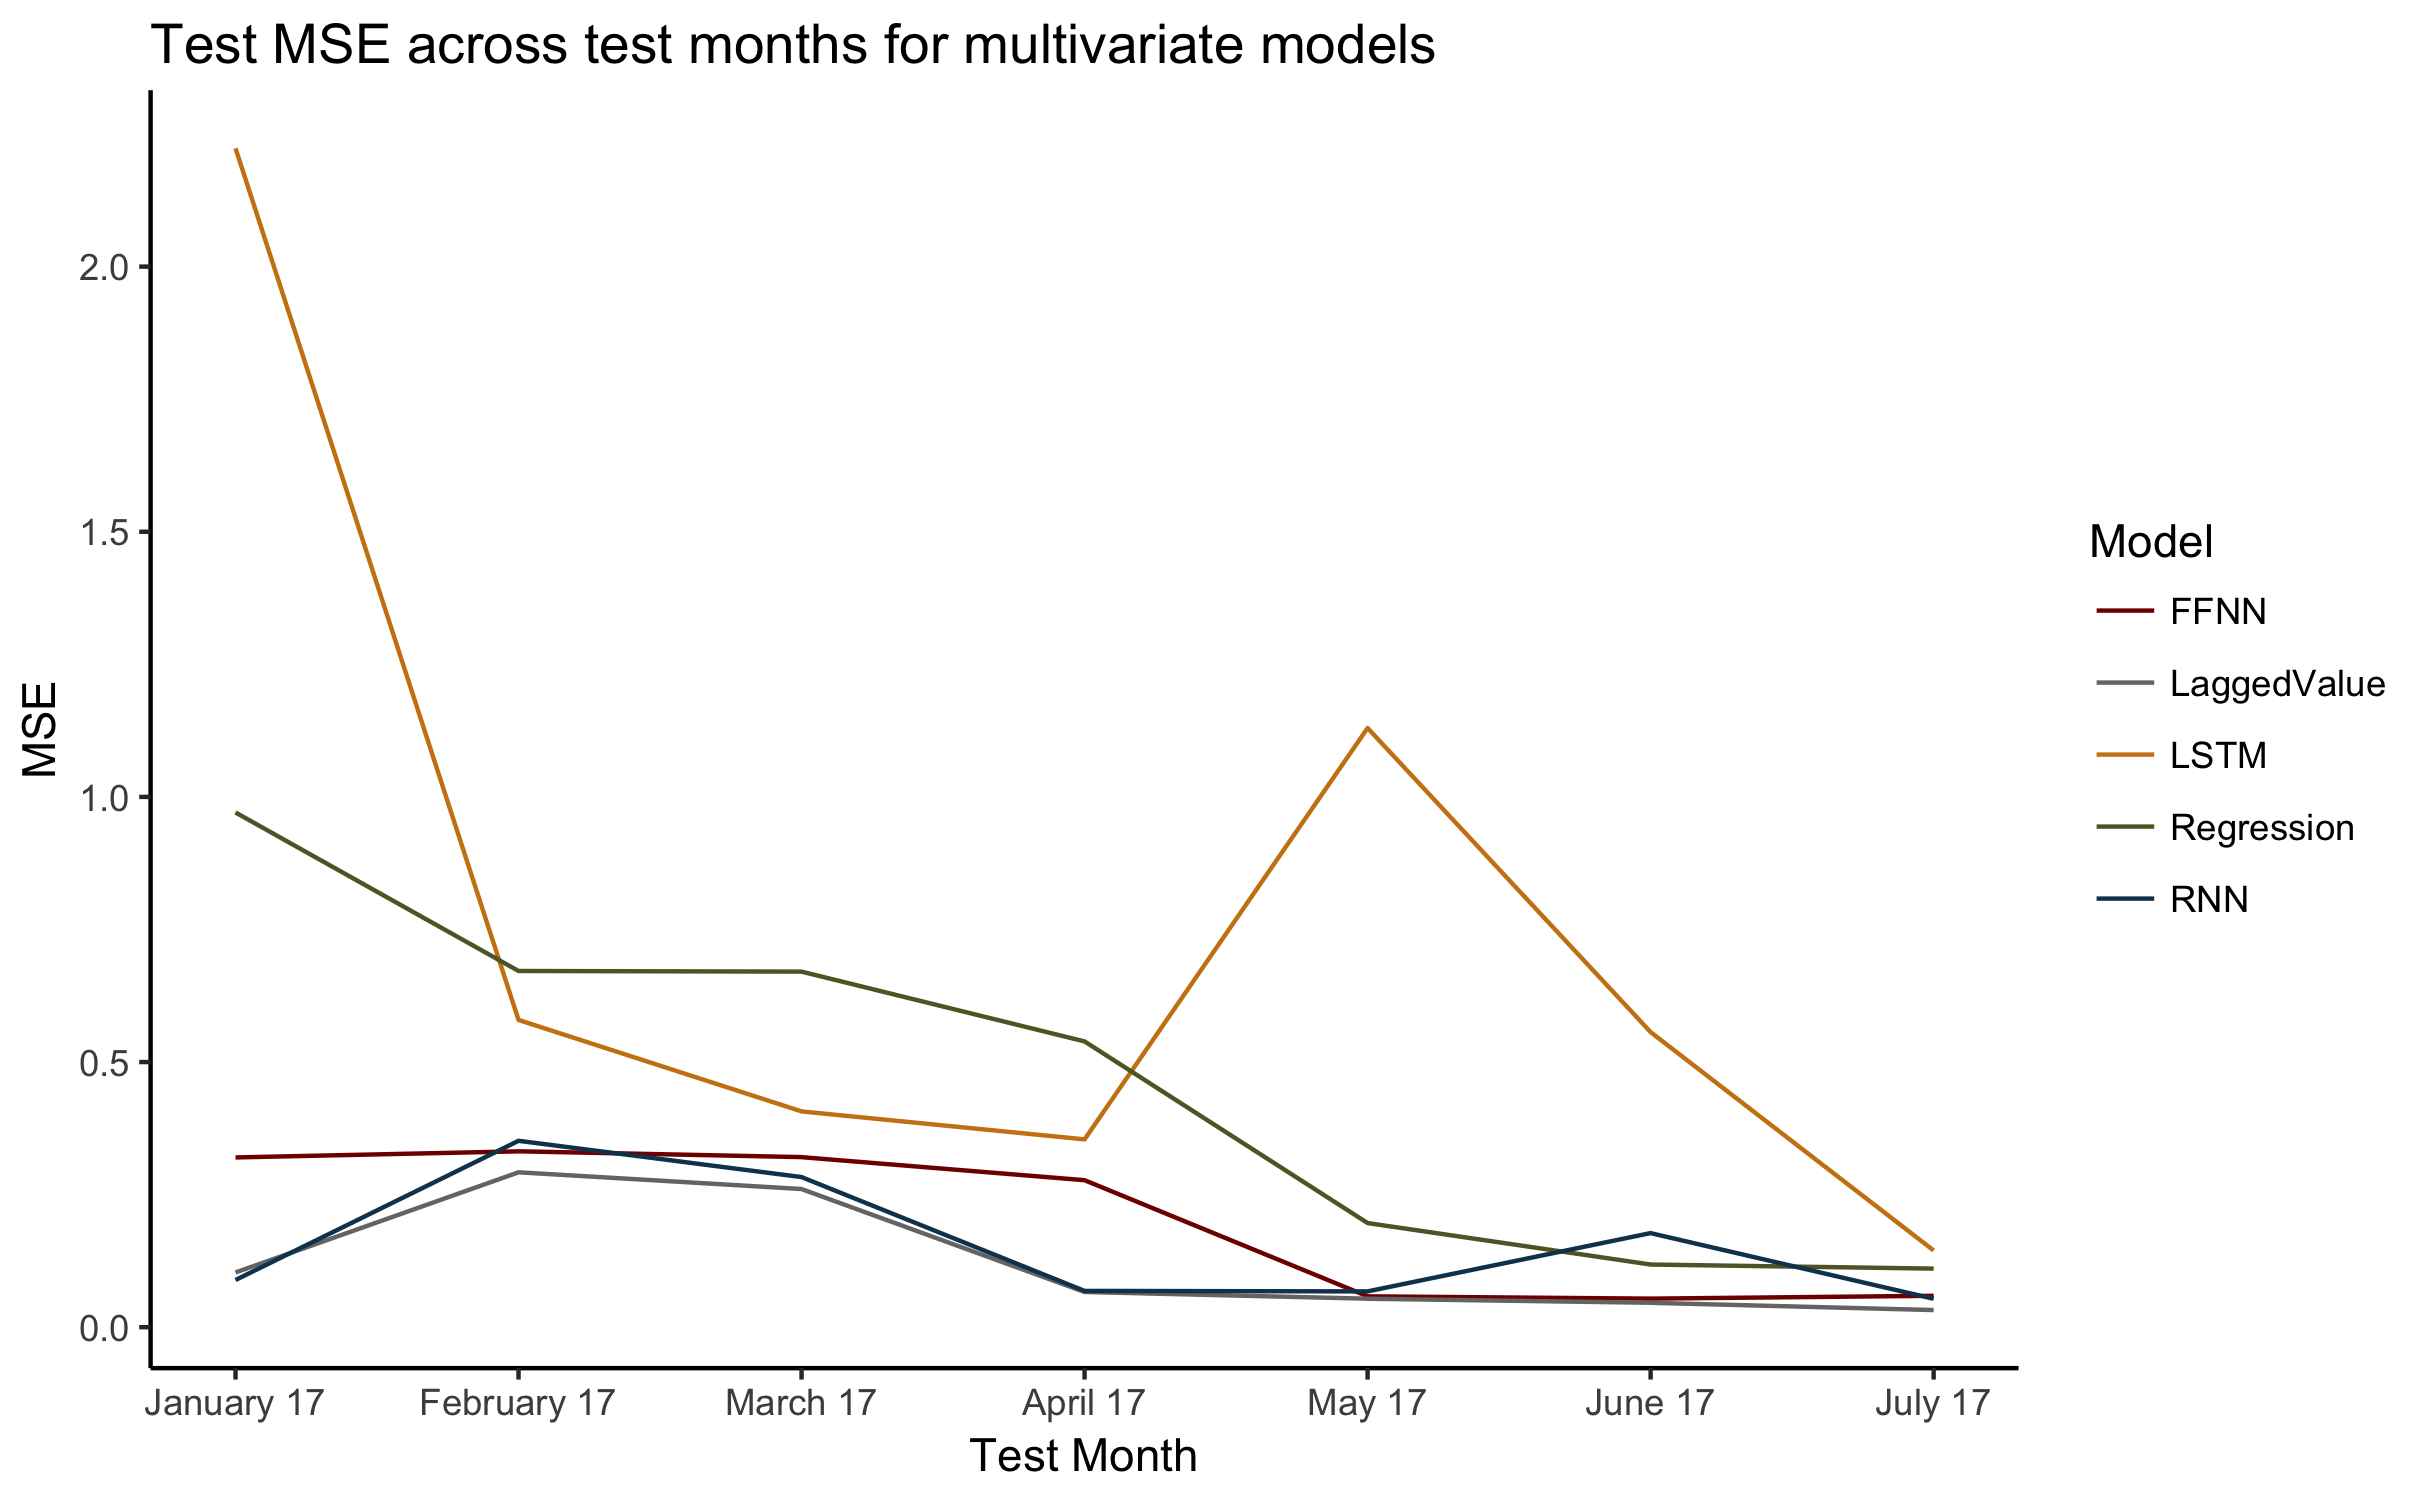 Test MSE across test months for multivariate models
MSE
2.0
1.5
1.0
0.5
0.0
January 17 February 17 March 17 April 17 May 17 June 17 July 17
Test Month
Model
FFNN
LaggedValue
LSTM
Regression
RNN